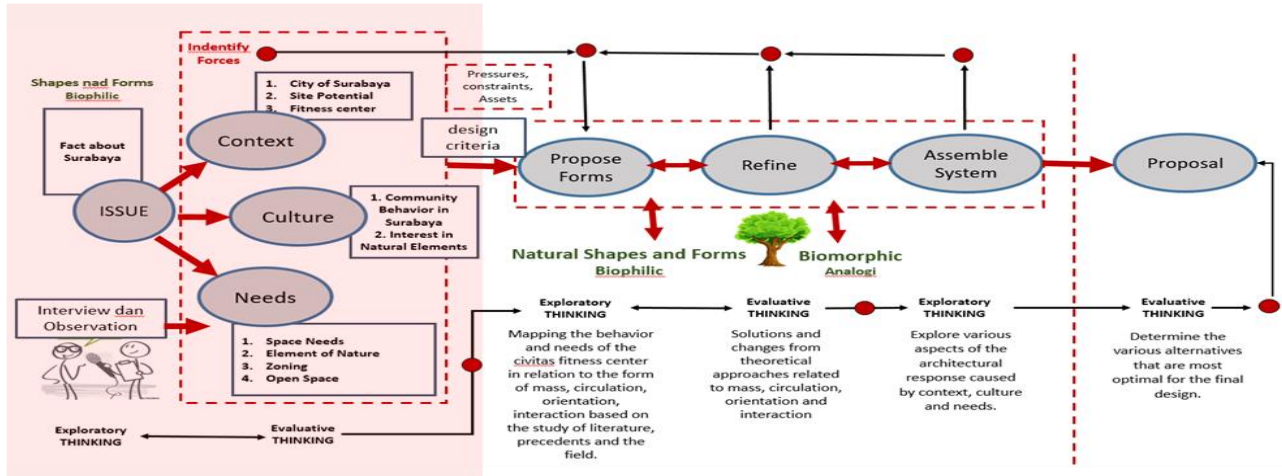 Indentify
Forces
Shapes nad Forms
Biophilic
Fact about
Surabaya
1. City of Surabaya
2. Site Potential
3. Fitness center
Context
ISSUE
Culture
1. Community
Behavior in
Surabaya
2. Interest in
Natural Elements
Needs
Interview dan
Observation
1. Space Needs
2. Element of Nature
3. Zoning
4. Open Space
Exploratory
THINKING
Evaluative
THINKING
Pressures,
constraints,
Assets
design
criteria
Propose
Forms
Refine
Assemble
System
Proposal
Natural Shapes and Forms
Biophilic
Biomorphic
Analogi
Exploratory
THINKING
Mapping the behavior
and needs of the
civitas fitness center
in relation to the form
of mass, circulation,
orientation,
interaction based on
the study of literature,
precedents and the
field.
Evaluative
THINKING
Solutions and
changes from
theoretical
approaches related
to mass, circulation,
orientation and
interaction
Exploratory
THINKING
Explore various
aspects of the
architectural
response caused
by context, culture
and needs.
Evaluative
THINKING
Determine the
various alternatives
that are most
optimal for the final
design.